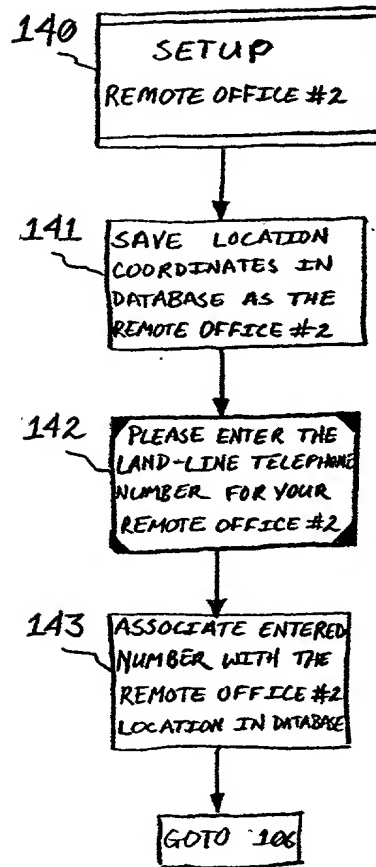 140
SETUP
REMOTE OFFICE #2
141
SAVE LOCATION
COORDINATES IN
DATABASE AS THE
REMOTE OFFICE #2
142
PLEASE ENTER THE
LAND-LINE TELEPHONE
NUMBER FOR YOUR
REMOTE OFFICE #2
143
ASSOCIATE ENTERED
NUMBER WITH THE
REMOTE OFFICE #2
LOCATION IN DATABASE
GOTO 106